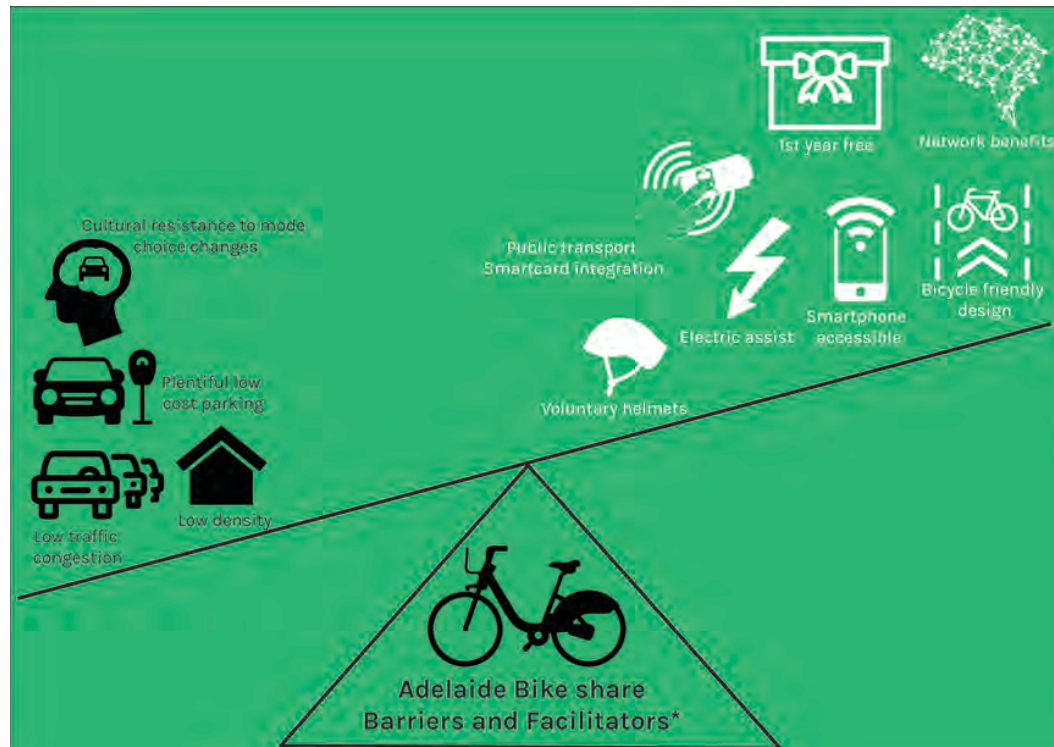 1st year free
Network benefits
Cultural resistance to mode
choice changes
Public transport
Smartcard integration
Electric assist
Smartphone
accessible
Bicycle friendly
design
Plentiful low
cost parking
Voluntary helmets
Low density
Low traffic
congestion
Adelaide Bike share
Barriers and Facilitators*